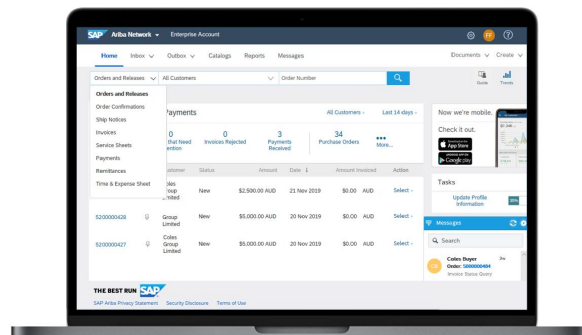 SAP Ariba Network Enterprise Account FF
Home Inbox Outbox Catalogs Reports Messages Documents Create
Orders and Releases All Customers Order Number
Guide Trends
Orders and Releases
Order Confirmations
Ship Notices
Invoices
Service Sheets
Payments
Remittances
Time & Expense Sheet
Payments All Customers Last 14 days
0 0 3 34
that Need Invoices Rejected Payments Purchase Orders More...
Received
Status Amount Date ↓ Amount Invoiced Action
Group New $2,500.00 AUD 21 Nov 2019 $0.00 AUD Select
Limited
5200000428 Group New $5,000.00 AUD 20 Nov 2019 $0.00 AUD Select
Limited
5200000427 Coles New $5,000.00 AUD 20 Nov 2019 $0.00 AUD Select
Group
Limited
Now we're mobile.
Check it out.
App Store
Google play
Tasks
Update Profile
Information
Messages
Search
Coles Buyer
Order:
Invoice Status Query
THE BEST RUN SAP
SAP Ariba Privacy Statement Security Disclosure Terms of Use